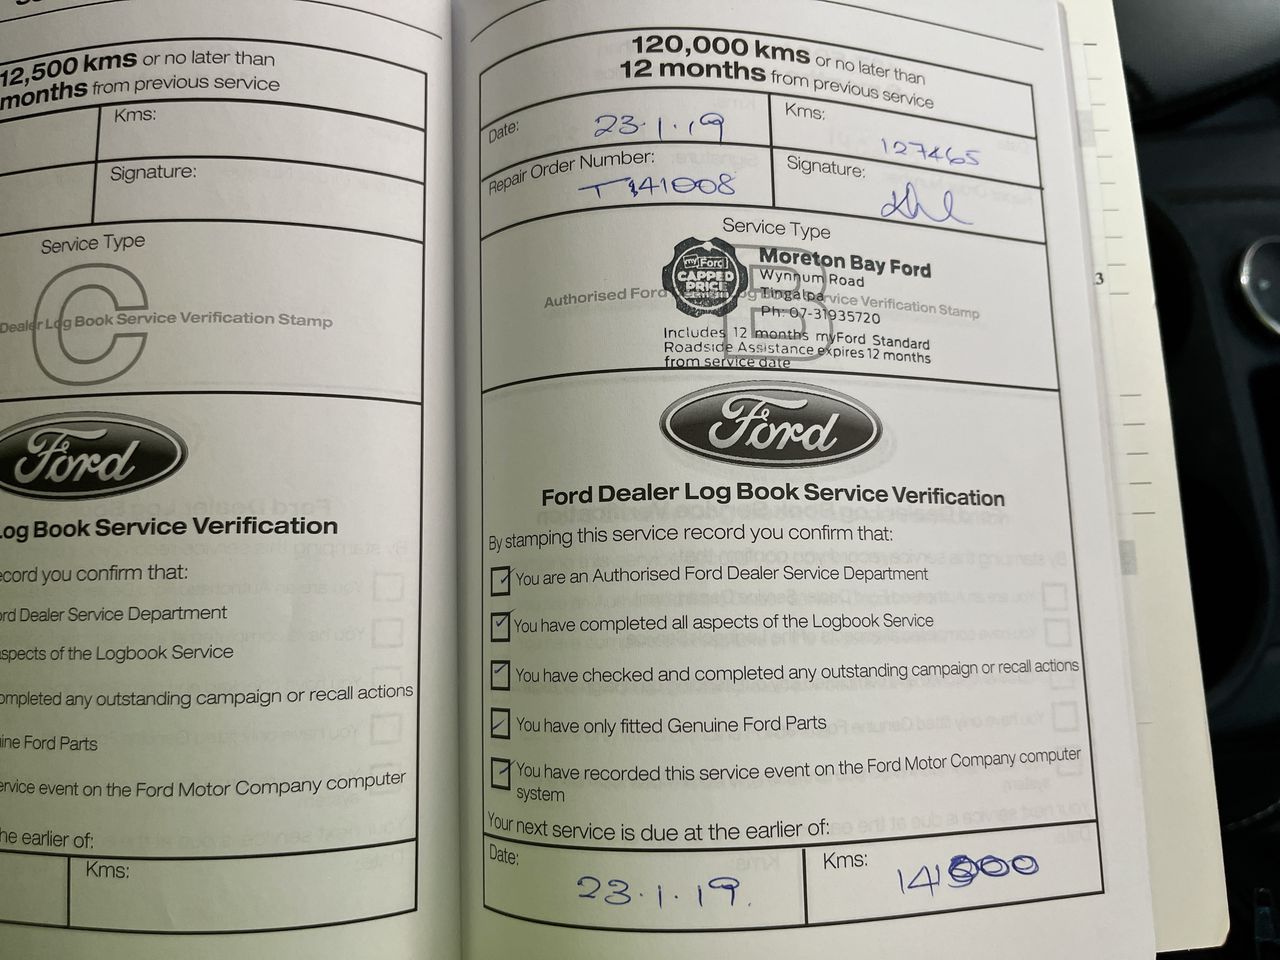 12,500 kms or no later than
months from previous service
Kms:
Signature:
Service Type
C
Dealer Log Book Service Verification Stamp
Ford
Log Book Service Verification
record you confirm that:
Ford Dealer Service Department
aspects of the Logbook Service
completed any outstanding campaign or recall actions
uine Ford Parts
ervice event on the Ford Motor Company computer
he earlier of:
Kms:
120,000 kms or no later than
12 months from previous service
Date: 23·1·19
Kms: 127465
Repair Order Number:
Signature:
Service Type
B
my Ford
CAPPED
PRICE
Moreton Bay Ford
Wynnum Road
Tingalpa
Ph: 07-31935720
Authorised Ford Log Service Verification Stamp
Includes 12 months myFord Standard
Roadside Assistance expires 12 months
from service date
Ford
Ford Dealer Log Book Service Verification
By stamping this service record you confirm that:
You are an Authorised Ford Dealer Service Department
You have completed all aspects of the Logbook Service
You have checked and completed any outstanding campaign or recall actions
You have only fitted Genuine Ford Parts
You have recorded this service event on the Ford Motor Company computer
system
Your next service is due at the earlier of:
Date: 23·1·19.
Kms:
3